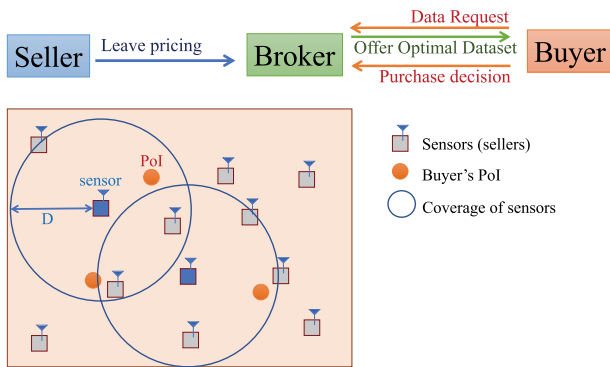 Data Request
Seller
Leave pricing
Broker
Offer Optimal Dataset
Buyer
Purchase decision
PoI
sensor
D
Sensors (sellers)
Buyer's PoI
Coverage of sensors